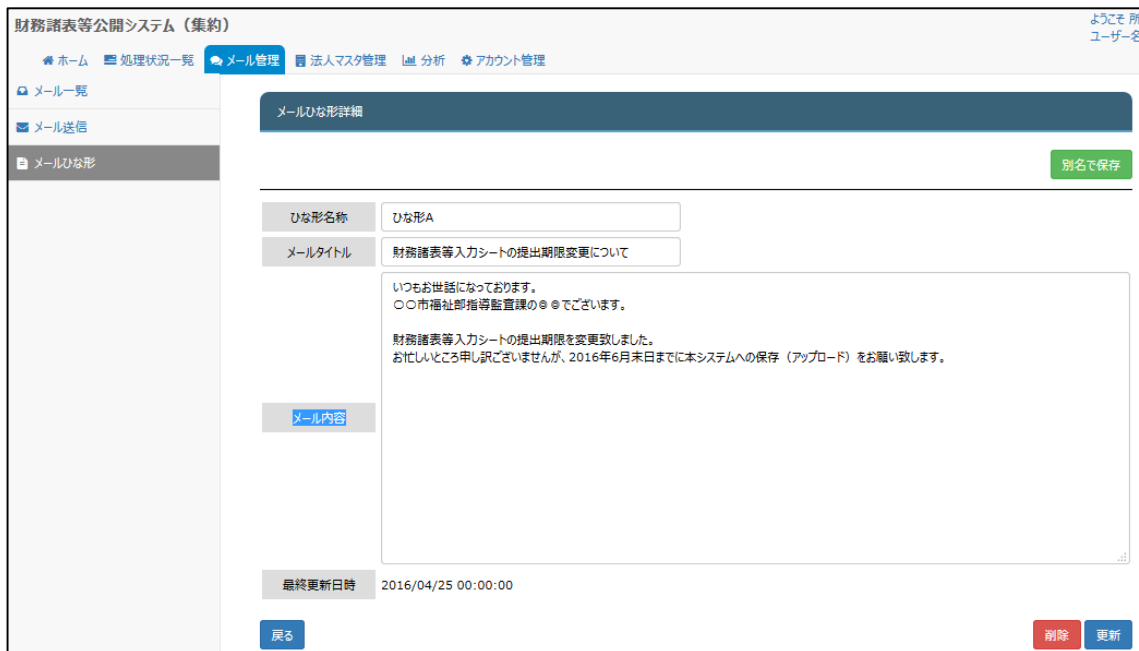 財務諸表等公開システム（集約）
ようこそ 所
ユーザー名
ホーム 処理状況一覧 メール管理 法人マスタ管理 分析 アカウント管理
メール一覧
メール送信
メールひな形
メールひな形詳細
別名で保存
ひな形名称 ひな形A
メールタイトル 財務諸表等入力シートの提出期限変更について
メール内容
いつもお世話になっております。
〇〇市福祉部指導監査課の◎◎でございます。
財務諸表等入力シートの提出期限を変更致しました。
お忙しいところ申し訳ございませんが、2016年6月末日までに本システムへの保存（アップロード）をお願い致します。
最終更新日時 2016/04/25 00:00:00
戻る 削除 更新